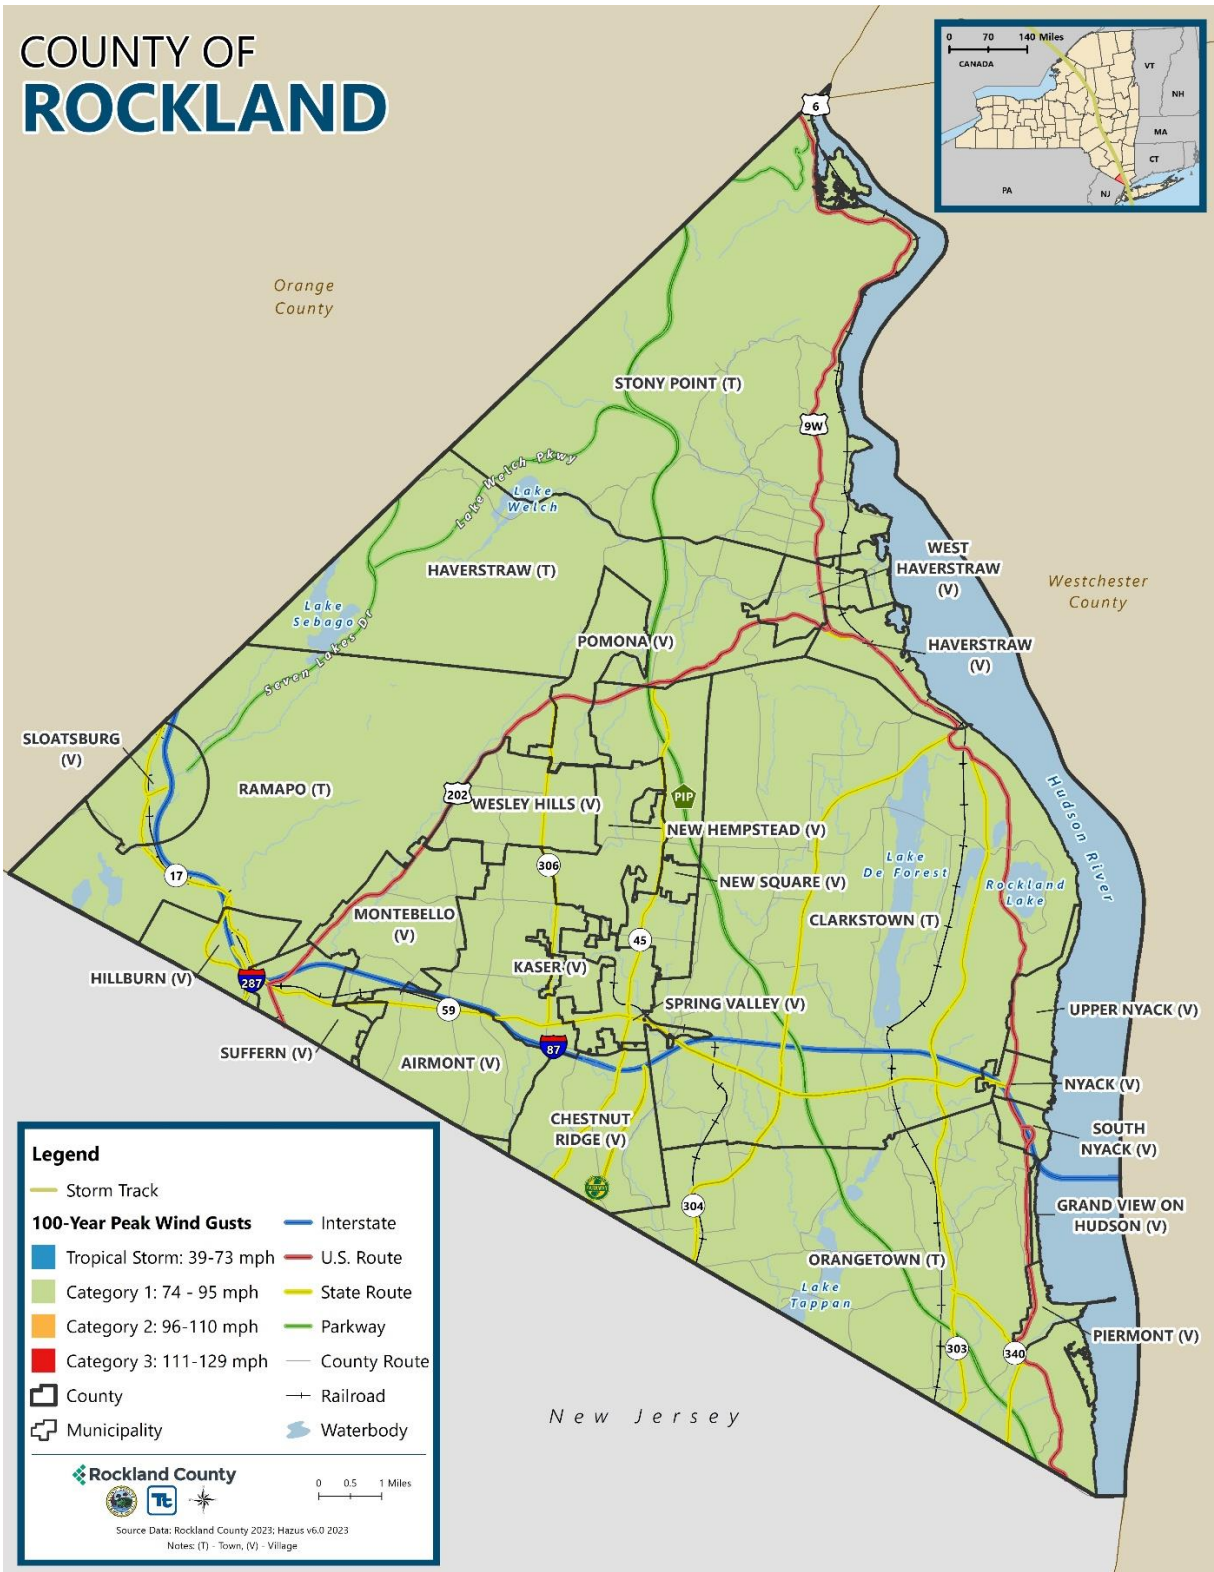 COUNTY OF
ROCKLAND
0 70 140 Miles
CANADA
VT
NH
MA
CT
PA
NJ
6
Orange
County
STONY POINT (T)
9W
Lake Welch Pkwy
Lake
Welch
HAVERSTRAW (T)
WEST
HAVERSTRAW
(V)
Westchester
County
Lake
Sebago
Seven Lakes Dr
POMONA (V)
HAVERSTRAW
(V)
SLOATSBURG
(V)
RAMAPO (T)
202
WESLEY HILLS (V)
PIP
Hudson River
NEW HEMPSTEAD (V)
306
17
Lake
De Forest
Rockland
Lake
NEW SQUARE (V)
MONTEBELLO
(V)
CLARKSTOWN (T)
45
KASER (V)
HILLBURN (V)
287
59
SPRING VALLEY (V)
UPPER NYACK (V)
SUFFERN (V)
87
AIRMONT (V)
NYACK (V)
CHESTNUT
RIDGE (V)
SOUTH
NYACK (V)
304
GRAND VIEW ON
HUDSON (V)
ORANGETOWN (T)
Lake
Tappan
PIERMONT (V)
303
340
New Jersey
Legend
Storm Track
100-Year Peak Wind Gusts
Tropical Storm: 39-73 mph
Category 1: 74 - 95 mph
Category 2: 96-110 mph
Category 3: 111-129 mph
County
Municipality
Interstate
U.S. Route
State Route
Parkway
County Route
Railroad
Waterbody
Rockland County
Tt
0 0.5 1 Miles
Source Data: Rockland County 2023; Hazus v6.0 2023
Notes: (T) - Town, (V) - Village